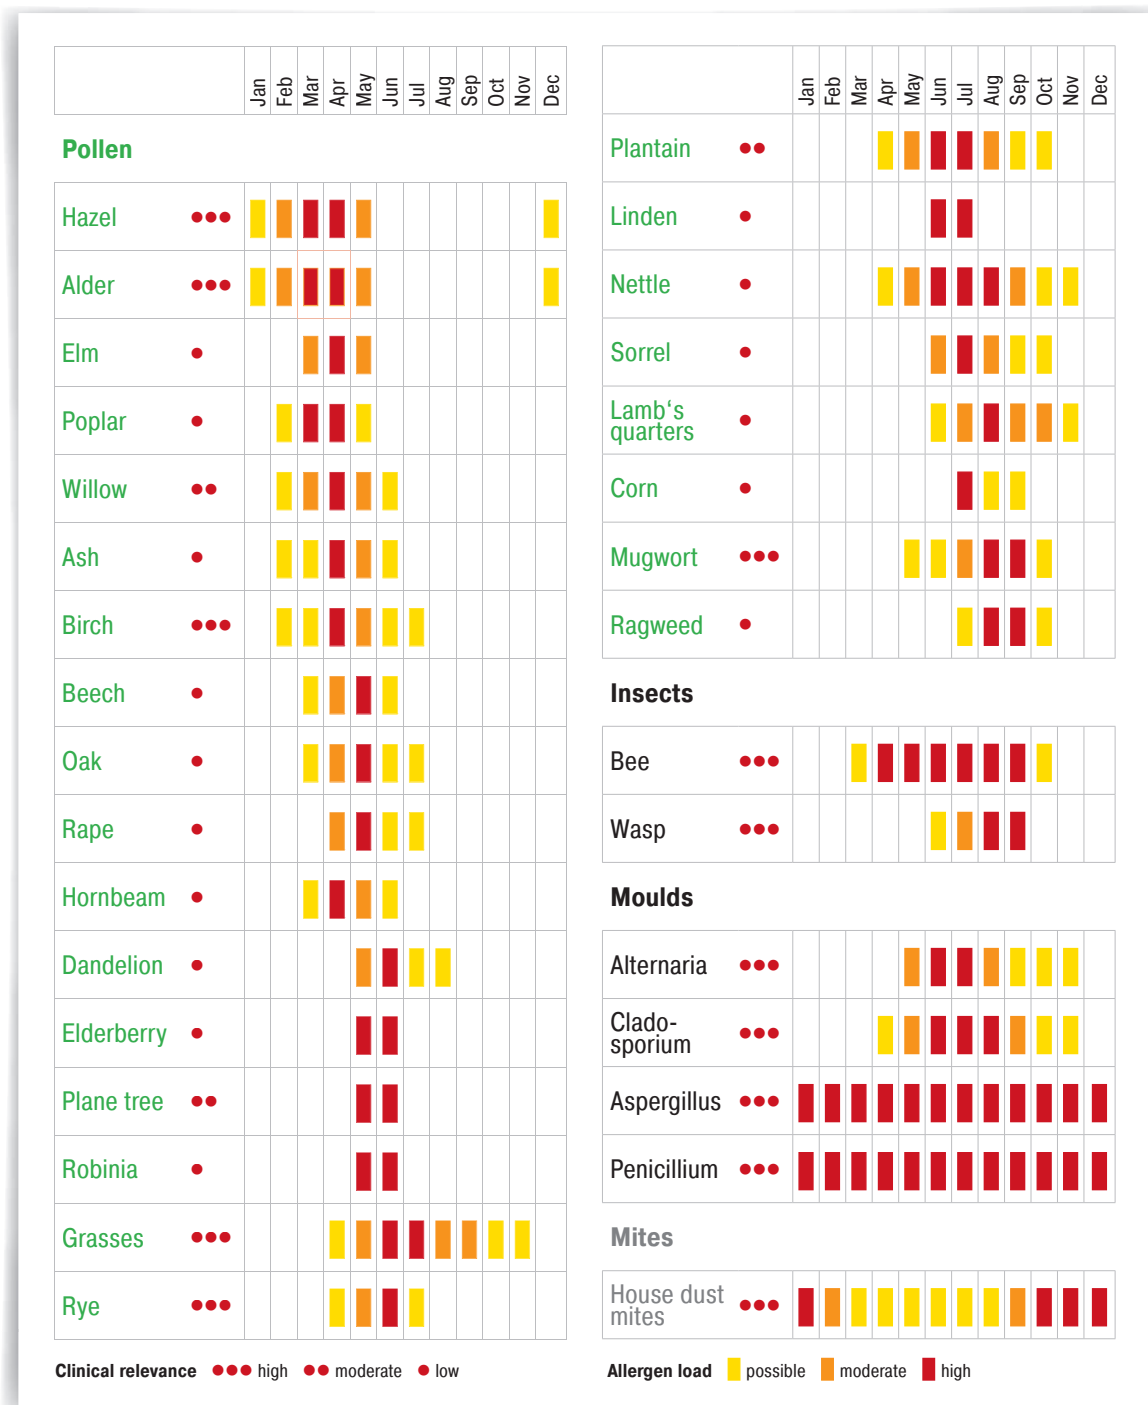 Jan Feb Mar Apr May Jun Jul Aug Sep Oct Nov Dec
Pollen
Hazel
Alder
Elm
Poplar
Willow
Ash
Birch
Beech
Oak
Rape
Hornbeam
Dandelion
Elderberry
Plane tree
Robinia
Grasses
Rye
Clinical relevance high moderate low
Jan Feb Mar Apr May Jun Jul Aug Sep Oct Nov Dec
Plantain
Linden
Nettle
Sorrel
Lamb‘s
quarters
Corn
Mugwort
Ragweed
Insects
Bee
Wasp
Moulds
Alternaria
Clado-
sporium
Aspergillus
Penicillium
Mites
House dust
mites
Allergen load possible moderate high